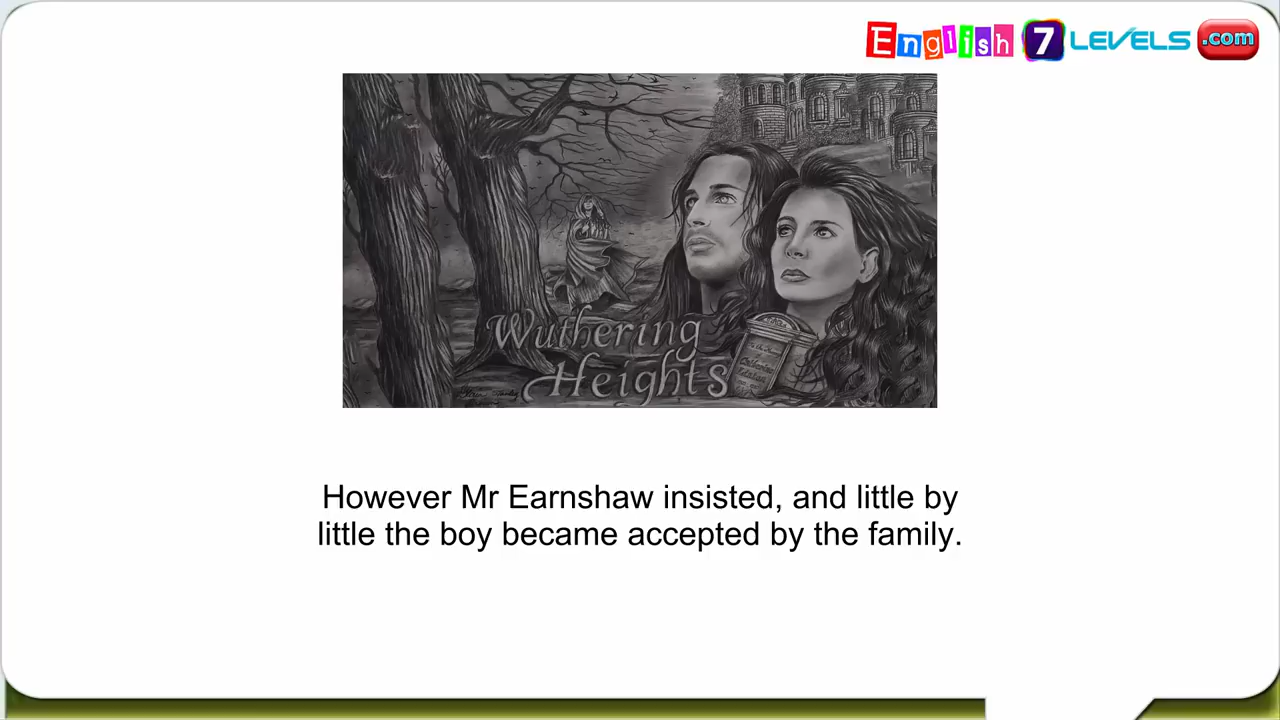 English 7 LEVELS .com
Wuthering
Heights
However Mr Earnshaw insisted, and little by
little the boy became accepted by the family.